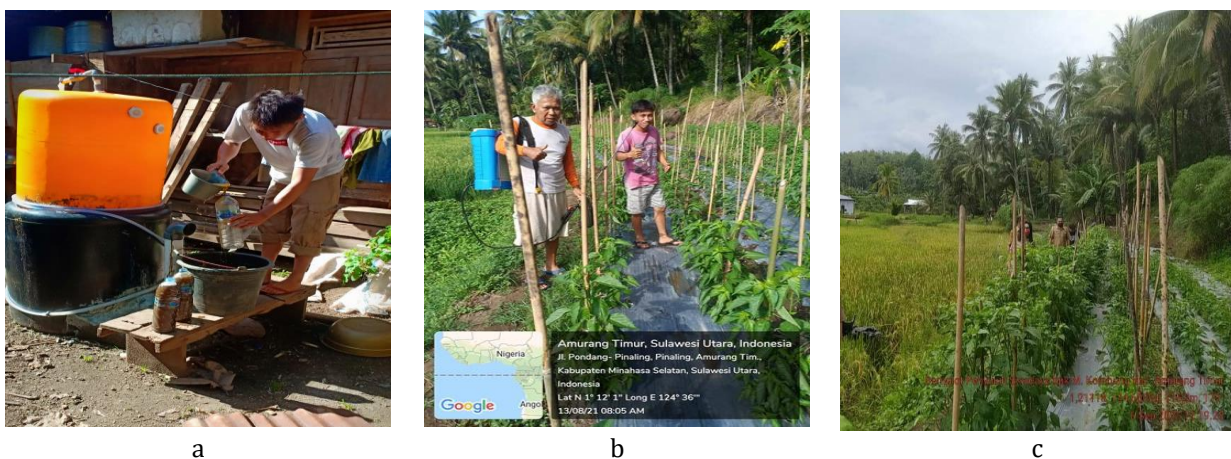 Nigeria
Google
Ango
Amurang Timur, Sulawesi Utara, Indonesia
Jl. Pondang- Pinaling, Pinaling, Amurang Tim.,
Kabupaten Minahasa Selatan, Sulawesi Utara,
Indonesia
Lat N 1° 12' 1" Long E 124° 36'"
13/08/21 08:05 AM
a
b
c